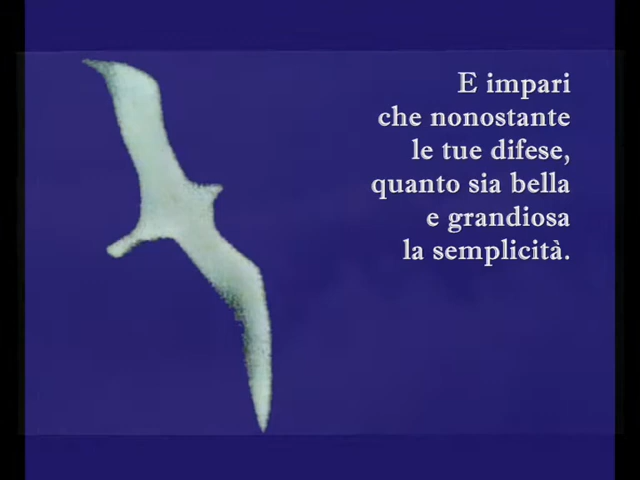 E impari
che nonostante
le tue difese,
quanto sia bella
e grandiosa
la semplicità.